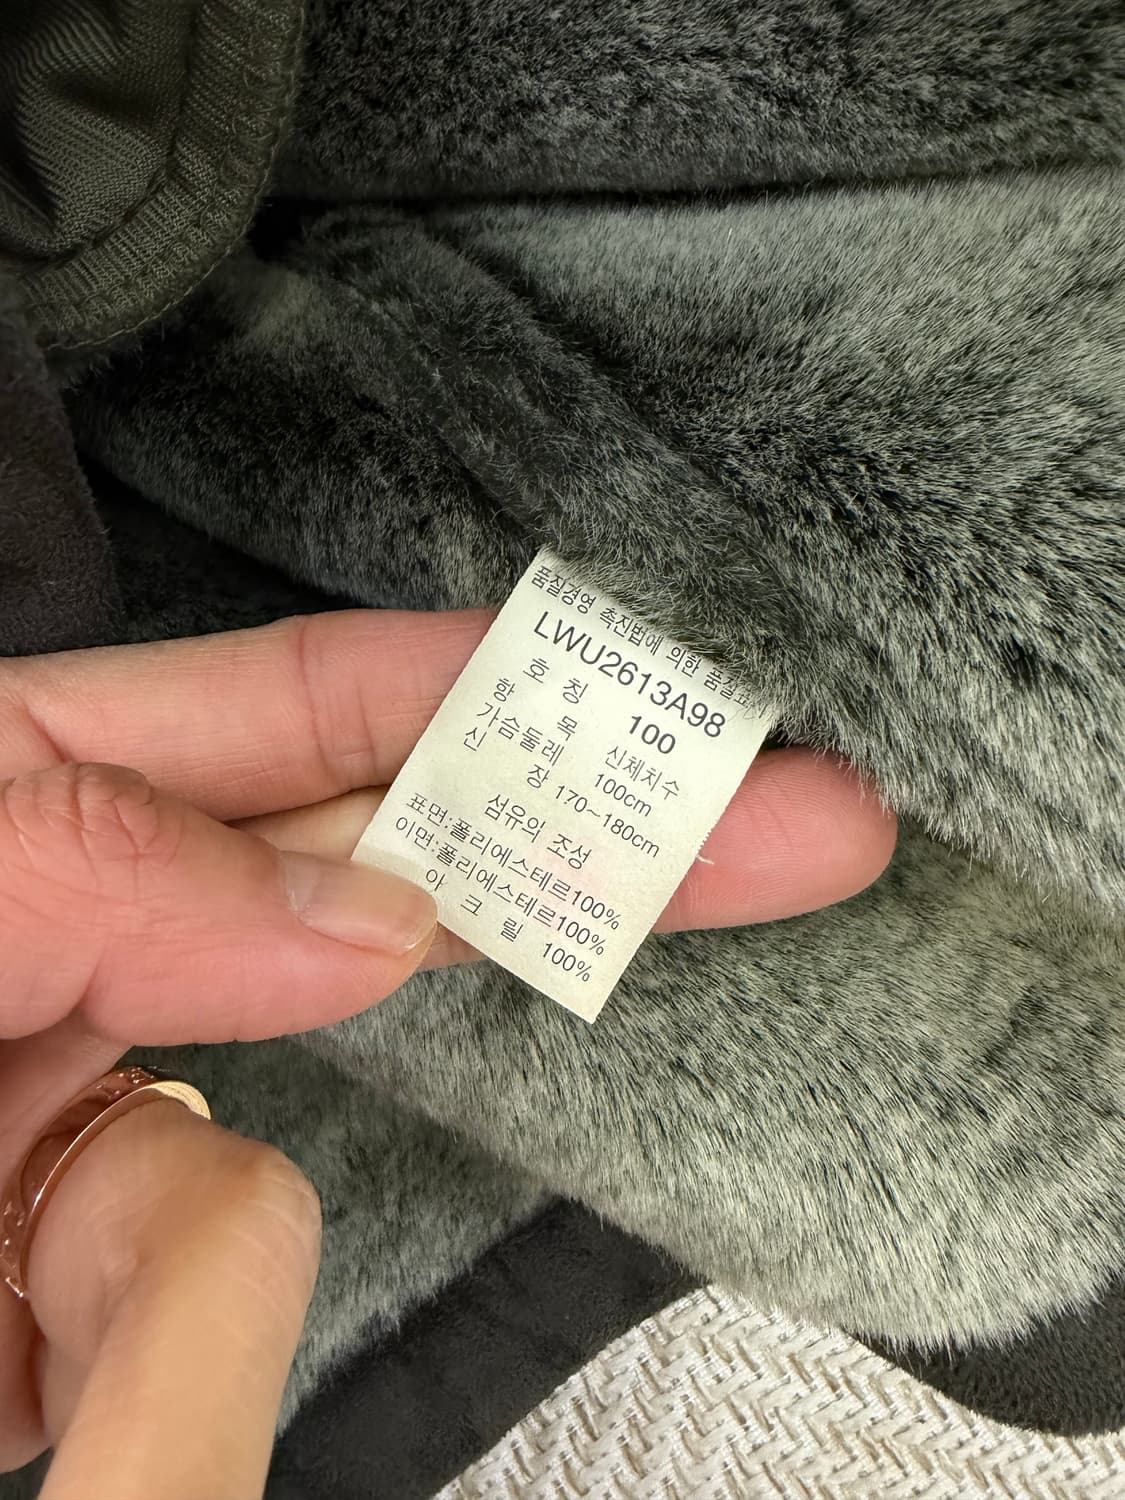 품질경영 촉진법에 의한 품질표시
LWU2613A98
호 칭 100
항 목 신체치수
가슴둘레 100cm
신 장 170~180cm
섬유의 조성
표면:폴리에스테르100%
이면:폴리에스테르100%
아 크 릴 100%